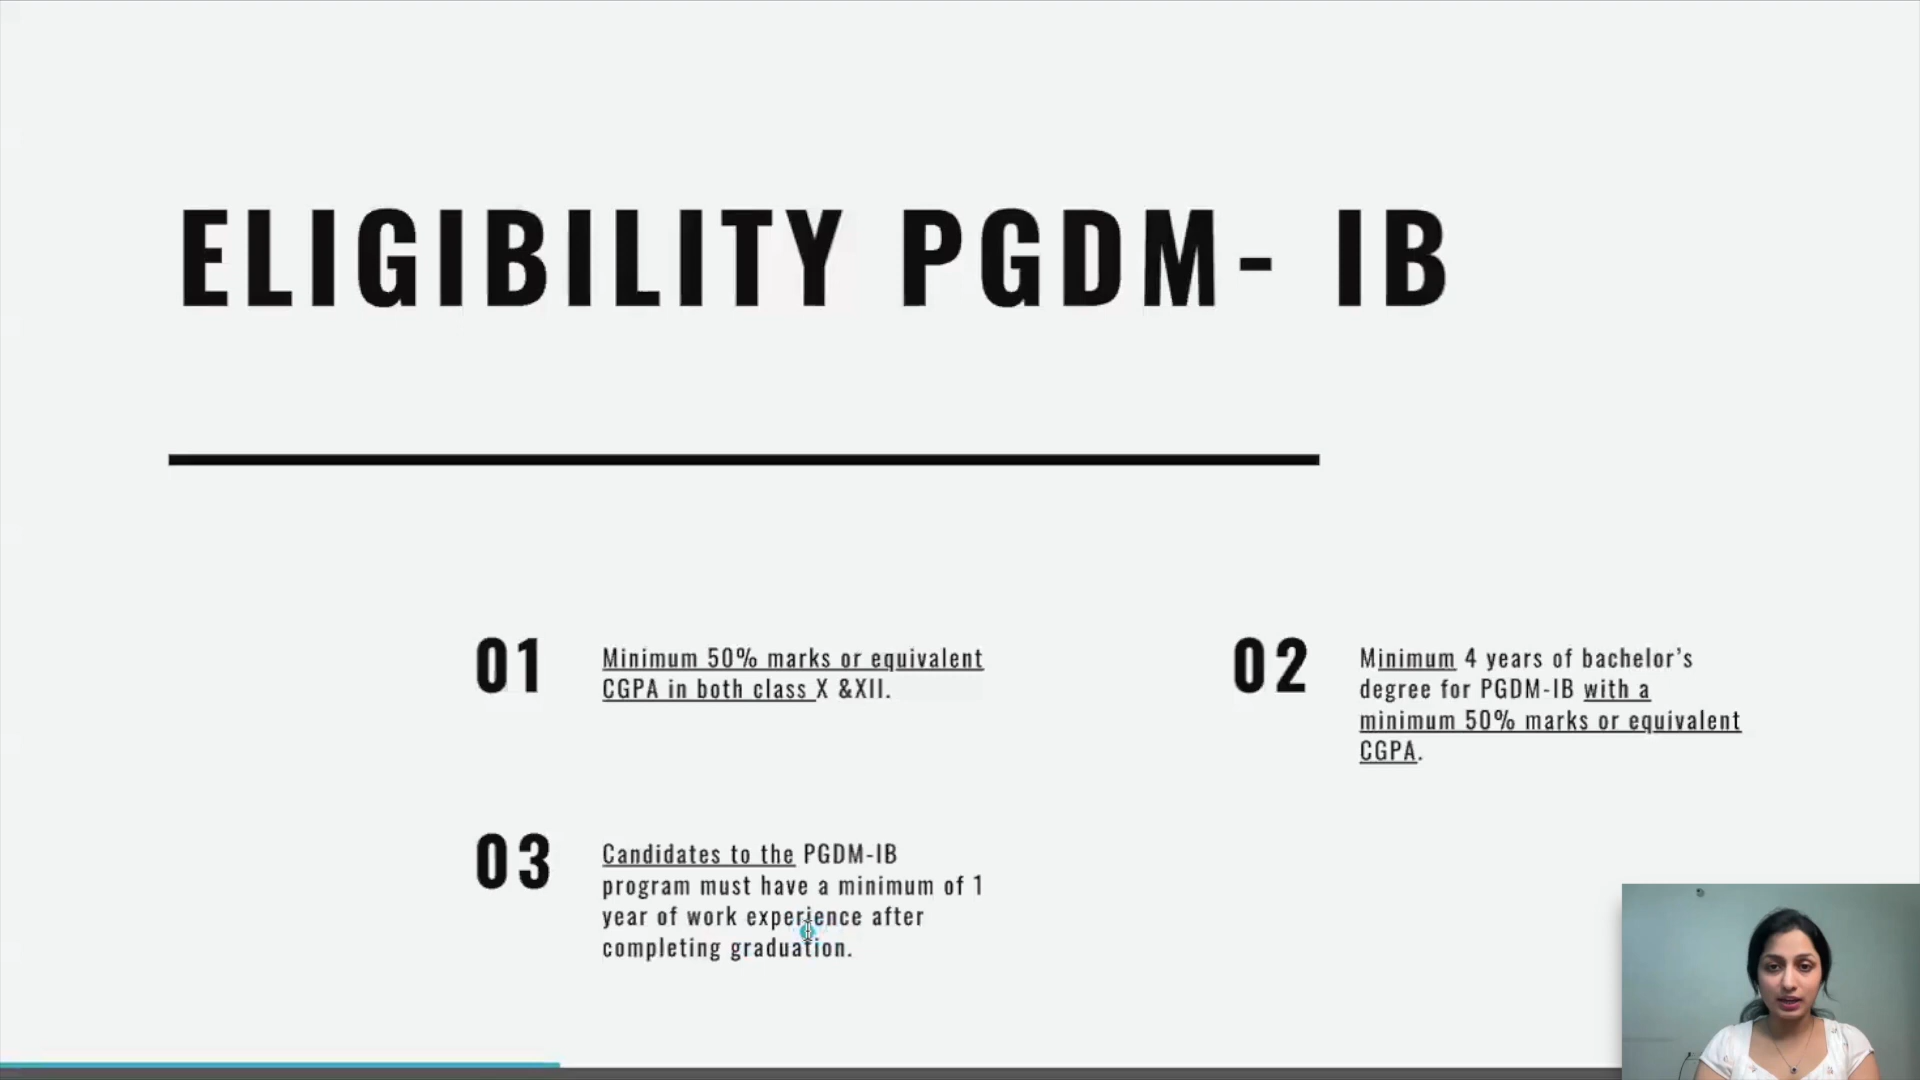 ELIGIBILITY PGDM- IB
01
Minimum 50% marks or equivalent
CGPA in both class X &XII.
02
Minimum 4 years of bachelor's
degree for PGDM-IB with a
minimum 50% marks or equivalent
CGPA.
03
Candidates to the PGDM-IB
program must have a minimum of 1
year of work experience after
completing graduation.